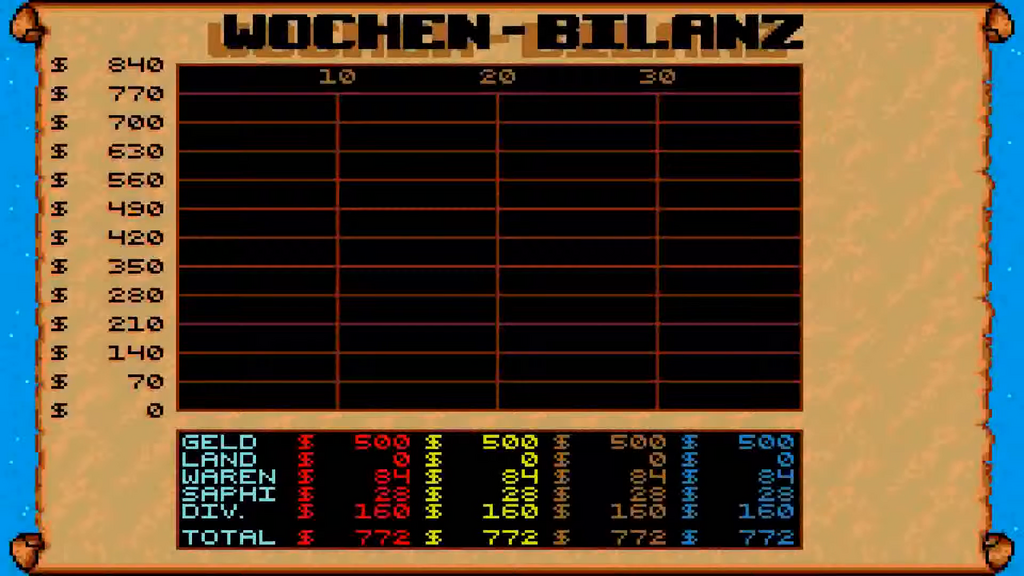 WOCHEN-BILANZ
$ 840
10 20 30
$ 770
$ 700
$ 630
$ 560
$ 490
$ 420
$ 350
$ 280
$ 210
$ 140
$ 70
$ 0
GELD $ 500 $ 500 $ 500 $ 500
LAND $ 0 $ 0 $ 0 $ 0
WAREN $ 84 $ 84 $ 84 $ 84
SAPHI $ 28 $ 28 $ 28 $ 28
DIV. $ 160 $ 160 $ 160 $ 160
TOTAL $ 772 $ 772 $ 772 $ 772